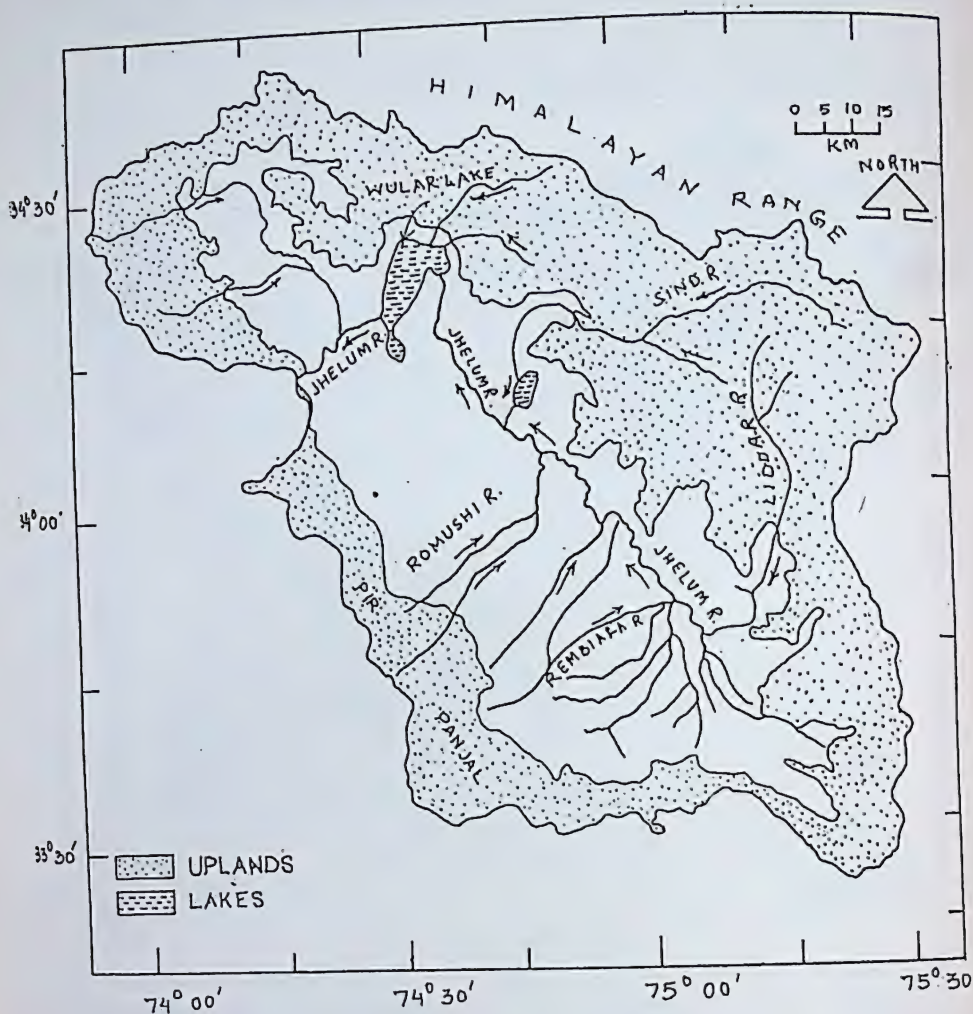 HIMALAYAN RANGE
0 5 10 15
KM
NORTH
34°30'
WULAR LAKE
SIND.R
JHELUM R.
JHELUM R.
LIDDAR R
34°00'
ROMUSHI R.
JHELUM R.
PIR
REMBIARA R
PANJAL
33°30'
UPLANDS
LAKES
74°00' 74°30' 75°00' 75°30